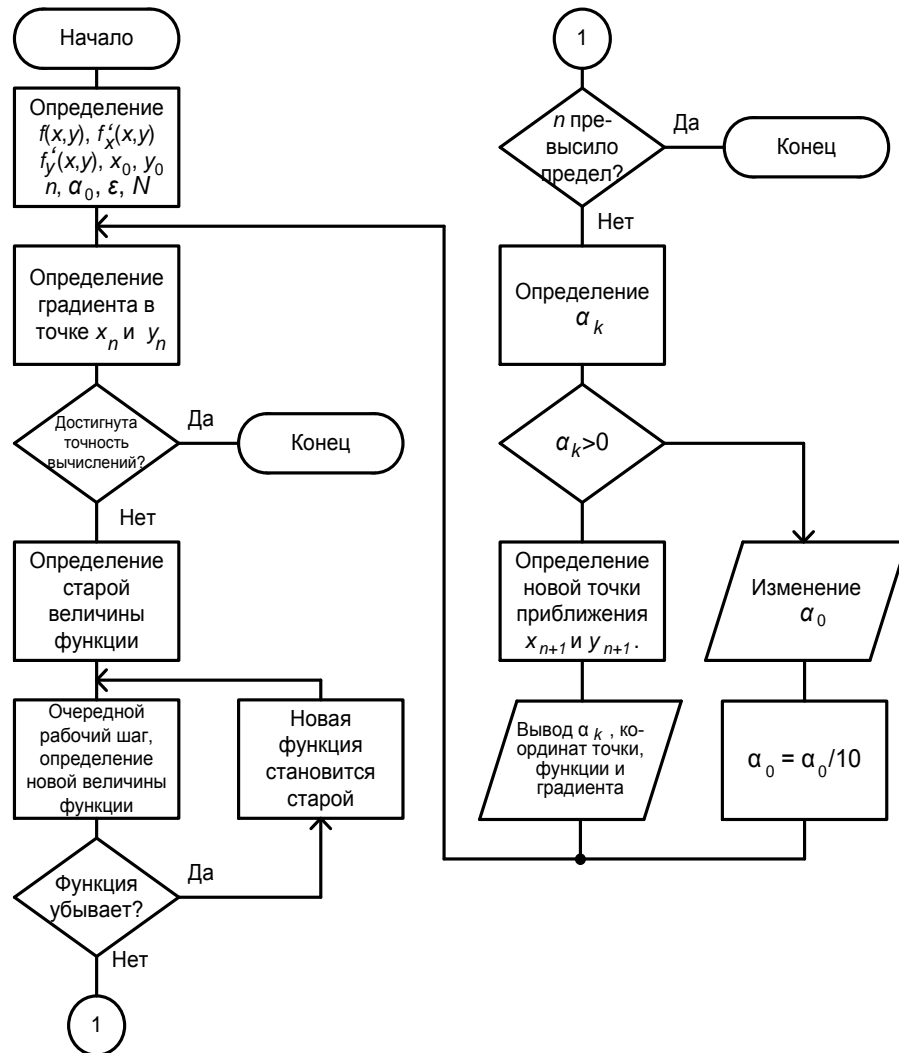 Начало
Определение
f(x,y), f'x(x,y)
f'y(x,y), x0, y0
n, α0, ε, N
Определение
градиента в
точке xn и yn
Достигнута
точность
вычислений?
Да
Конец
Нет
Определение
старой
величины
функции
Очередной
рабочий шаг,
определение
новой величины
функции
Новая
функция
становится
старой
Функция
убывает?
Да
Нет
1
1
n пре-
высило
предел?
Да
Конец
Нет
Определение
αk
αk>0
Определение
новой точки
приближения
xn+1 и yn+1.
Изменение
α0
Вывод αk, ко-
ординат точки,
функции и
градиента
α0 = α0/10